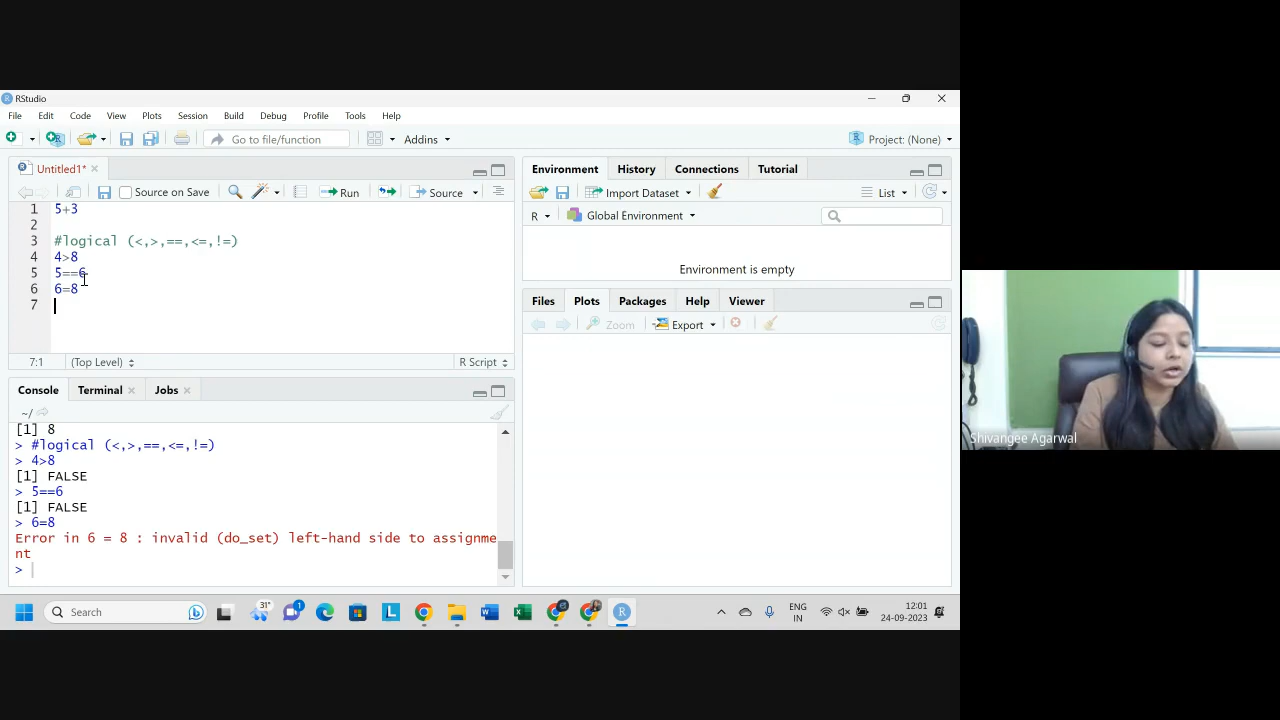 RStudio
File Edit Code View Plots Session Build Debug Profile Tools Help
Go to file/function Addins Project: (None)
Untitled1*
Source on Save Run Source
1 5+3
2
3 #logical (<,>,==,<=,!=)
4 4>8
5 5==6
6 6=8
7
7:1 (Top Level) R Script
Console Terminal Jobs
~/
[1] 8
> #logical (<,>,==,<=,!=)
> 4>8
[1] FALSE
> 5==6
[1] FALSE
> 6=8
Error in 6 = 8 : invalid (do_set) left-hand side to assignme
nt
>
Environment History Connections Tutorial
Import Dataset List
R Global Environment
Environment is empty
Files Plots Packages Help Viewer
Zoom Export
Shivangee Agarwal
Search 31° 1 ENG
IN
12:01
24-09-2023